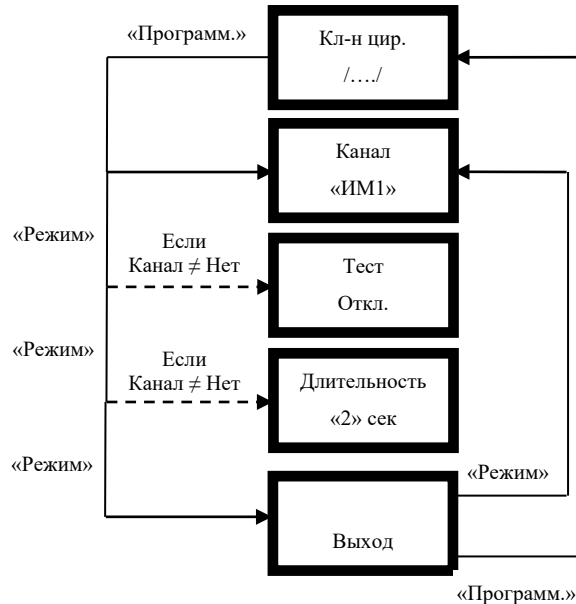 «Программ.»
Кл-н цир.
/…./
Канал
«ИМ1»
«Режим»
Если
Канал ≠ Нет
Тест
Откл.
«Режим»
Если
Канал ≠ Нет
Длительность
«2» сек
«Режим»
«Режим»
Выход
«Программ.»